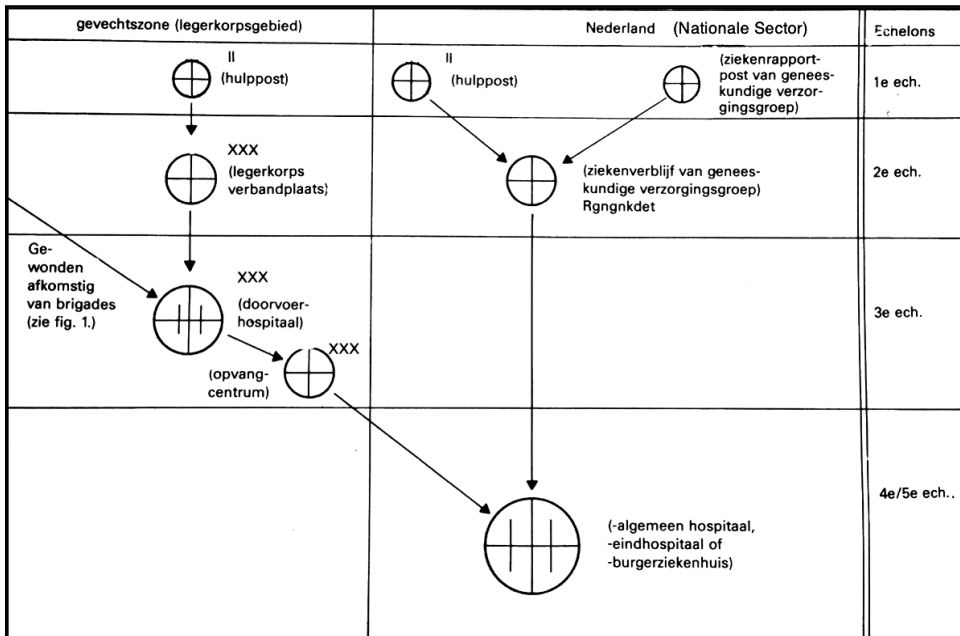 gevechtszone (legerkorpsgebied)
Nederland (Nationale Sector)
Echelons
II
(hulppost)
II
(hulppost)
(ziekenrapport-
post van genees-
kundige verzor-
gingsgroep)
1e ech.
XXX
(legerkorps
verbandplaats)
(ziekenverblijf van genees-
kundige verzorgingsgroep)
Rgngnkdet
2e ech.
Ge-
wonden
afkomstig
van brigades
(zie fig. 1.)
XXX
(doorvoer-
hospitaal)
XXX
(opvang-
centrum)
3e ech.
4e/5e ech..
(-algemeen hospitaal,
-eindhospitaal of
-burgerziekenhuis)